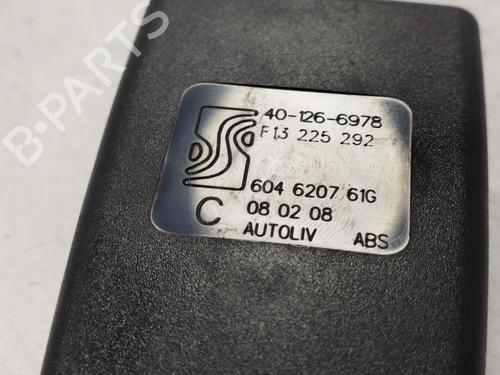 40-126-6978
F13 225 292
604 6207 61G
C 08 02 08
AUTOLIV ABS
B-PARTS